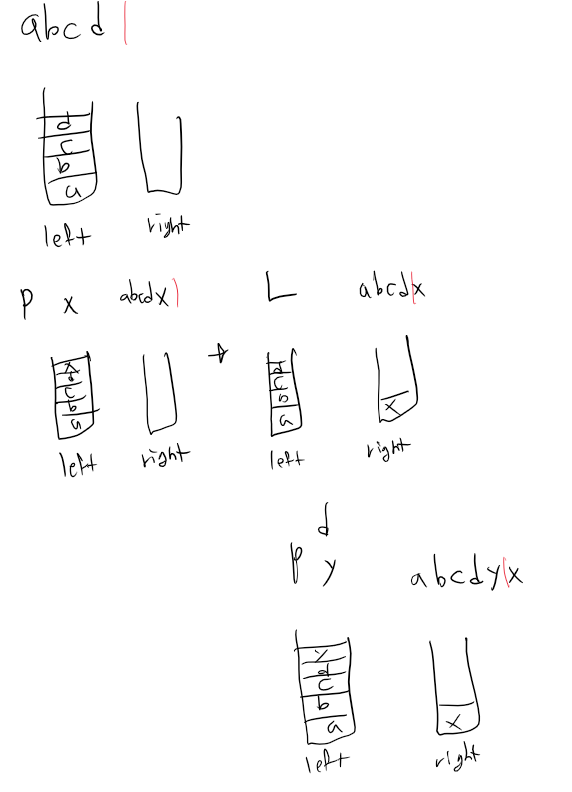 abcd|
d
c
b
a
left right
P x abcdx| → L abcd|x
x d
d c
c b
b a
a x
left right left right
d
P y abcdy|x
y
d
c
b
a x
left right